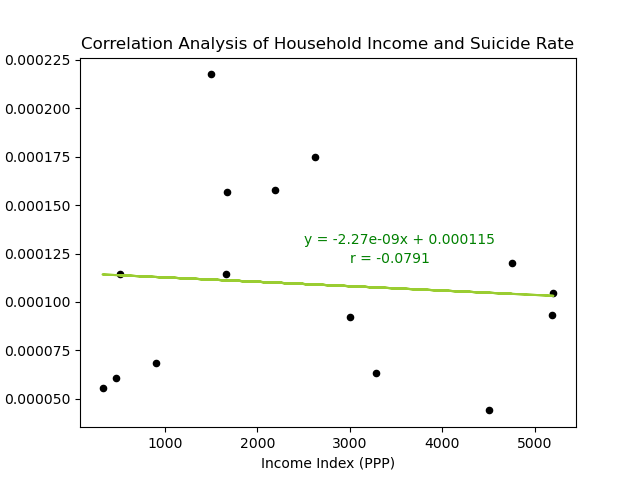 Correlation Analysis of Household Income and Suicide Rate
0.000225
0.000200
0.000175
0.000150
0.000125
0.000100
0.000075
0.000050
y = -2.27e-09x + 0.000115
r = -0.0791
1000 2000 3000 4000 5000
Income Index (PPP)